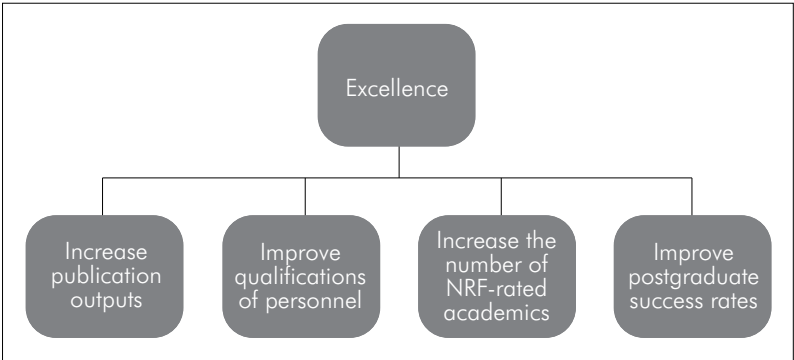 Excellence
Increase
publication
outputs
Improve
qualifications
of personnel
Increase the
number of
NRF-rated
academics
Improve
postgraduate
success rates